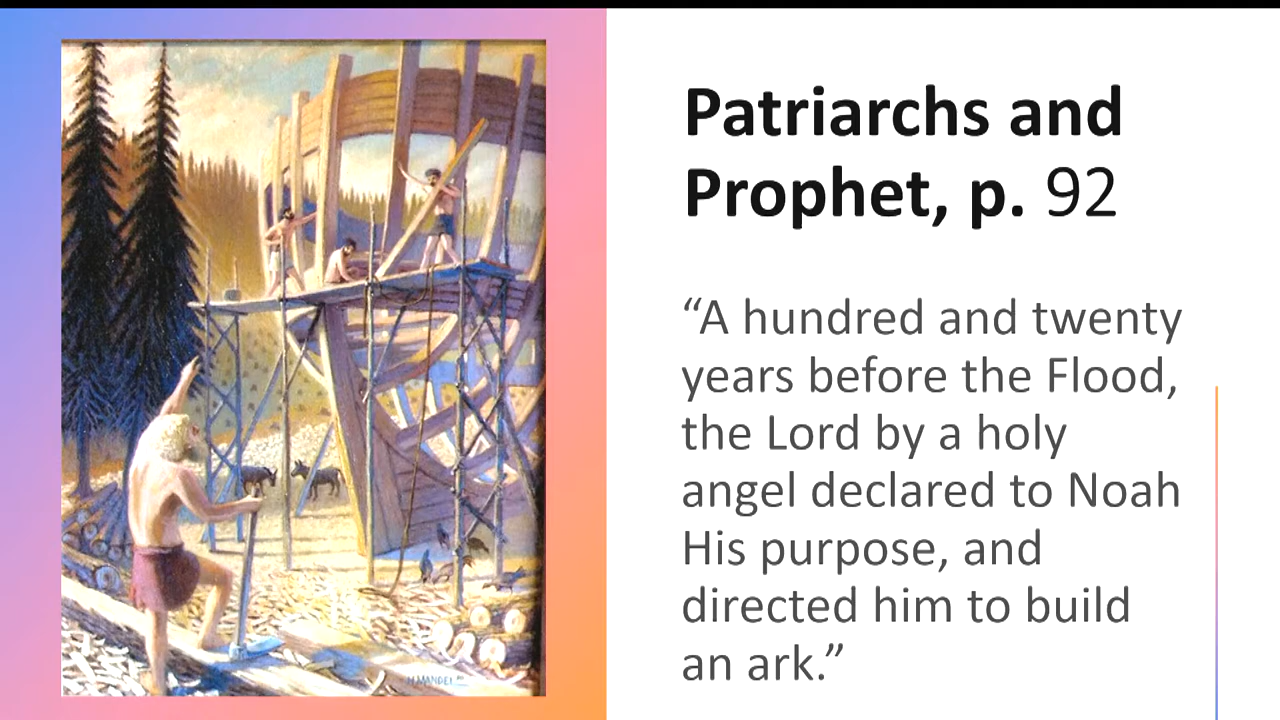 Patriarchs and
Prophet, p. 92
“A hundred and twenty
years before the Flood,
the Lord by a holy
angel declared to Noah
His purpose, and
directed him to build
an ark.”